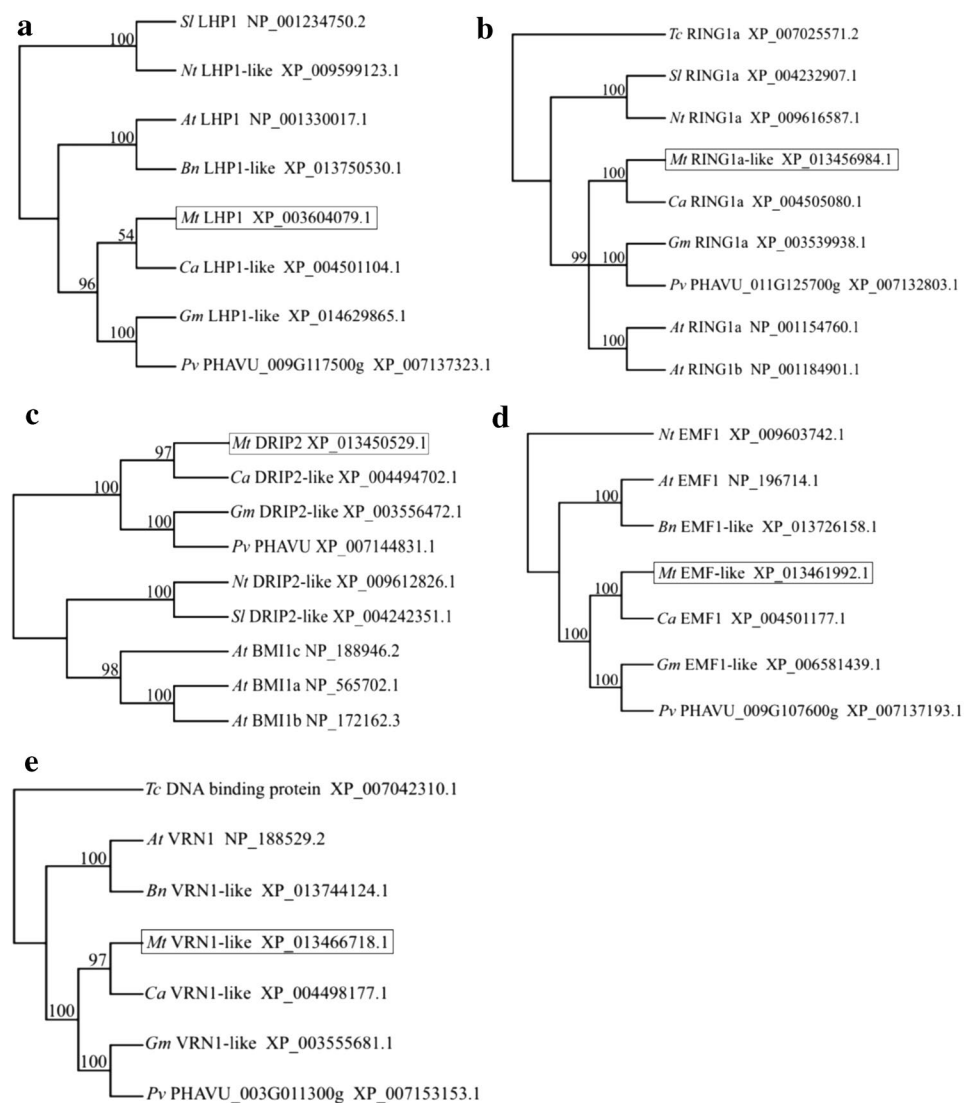 a
Sl LHP1 NP_001234750.2
100
Nt LHP1-like XP_009599123.1
At LHP1 NP_001330017.1
100
Bn LHP1-like XP_013750530.1
Mt LHP1 XP_003604079.1
54
Ca LHP1-like XP_004501104.1
96
Gm LHP1-like XP_014629865.1
100
Pv PHAVU_009G117500g XP_007137323.1
b
Tc RING1a XP_007025571.2
Sl RING1a XP_004232907.1
100
Nt RING1a XP_009616587.1
Mt RING1a-like XP_013456984.1
100
Ca RING1a XP_004505080.1
Gm RING1a XP_003539938.1
99
100
Pv PHAVU_011G125700g XP_007132803.1
At RING1a NP_001154760.1
100
At RING1b NP_001184901.1
c
Mt DRIP2 XP_013450529.1
97
Ca DRIP2-like XP_004494702.1
100
Gm DRIP2-like XP_003556472.1
100
Pv PHAVU XP_007144831.1
Nt DRIP2-like XP_009612826.1
100
Sl DRIP2-like XP_004242351.1
At BMI1c NP_188946.2
98
At BMI1a NP_565702.1
100
At BMI1b NP_172162.3
d
Nt EMF1 XP_009603742.1
At EMF1 NP_196714.1
100
Bn EMF1-like XP_013726158.1
Mt EMF-like XP_013461992.1
100
Ca EMF1 XP_004501177.1
100
Gm EMF1-like XP_006581439.1
100
Pv PHAVU_009G107600g XP_007137193.1
e
Tc DNA binding protein XP_007042310.1
At VRN1 NP_188529.2
100
Bn VRN1-like XP_013744124.1
Mt VRN1-like XP_013466718.1
97
Ca VRN1-like XP_004498177.1
100
Gm VRN1-like XP_003555681.1
100
Pv PHAVU_003G011300g XP_007153153.1